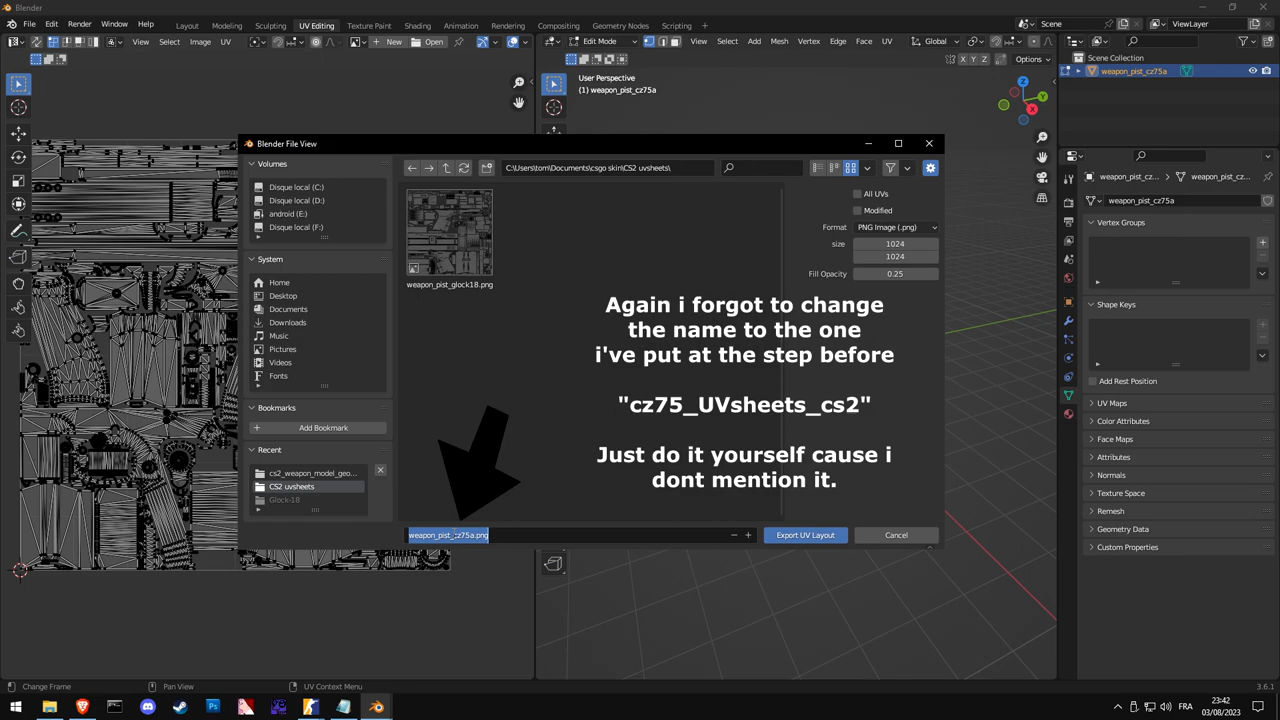 File Edit Render Window Help
Layout Modeling Sculpting UV Editing Texture Paint Shading Animation Rendering Compositing Geometry Nodes Scripting +
Scene
ViewLayer
View Select Image UV
New Open
Edit Mode
View Select Add Mesh Vertex Edge Face UV
Global
X Y Z Options
User Perspective
(1) weapon_pist_cz75a
Scene Collection
weapon_pist_cz75a
weapon_pist_cz...
weapon_pist_cz...
weapon_pist_cz75a
Vertex Groups
Shape Keys
Add Rest Position
UV Maps
Color Attributes
Face Maps
Attributes
Normals
Texture Space
Remesh
Geometry Data
Custom Properties
Blender File View
Volumes
Disque local (C:)
Disque local (D:)
android (E:)
Disque local (F:)
System
Home
Desktop
Documents
Downloads
Music
Pictures
Videos
Fonts
Bookmarks
Add Bookmark
Recent
cs2_weapon_model_geo...
CS2 uvsheets
Glock-18
C:\Users\tom\Documents\csgo skin\CS2 uvsheets\
weapon_pist_glock18.png
All UVs
Modified
Format PNG Image (.png)
size 1024
1024
Fill Opacity 0.25
Again i forgot to change
the name to the one
i've put at the step before
"cz75_UVsheets_cs2"
Just do it yourself cause i
dont mention it.
weapon_pist_cz75a.png
Export UV Layout
Cancel
Change Frame
Pan View
UV Context Menu
3.6.1
FRA
23:42
03/08/2023